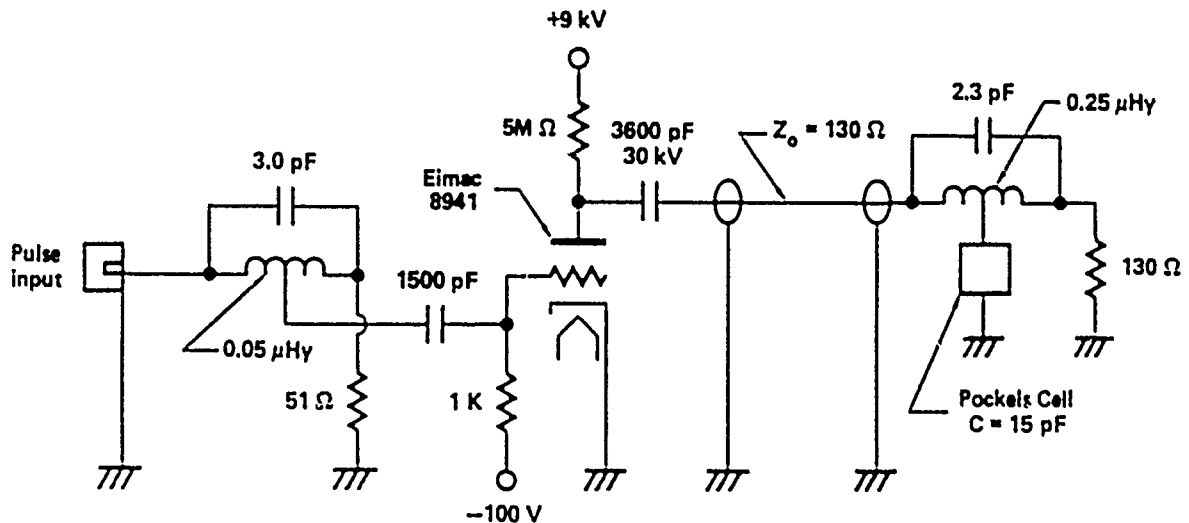 +9 kV
5M Ω
3600 pF
30 kV
Z₀ = 130 Ω
2.3 pF
0.25 μHy
3.0 pF
Eimac
8941
Pulse
input
1500 pF
0.05 μHy
130 Ω
51 Ω
1 K
Pockels Cell
C = 15 pF
−100 V